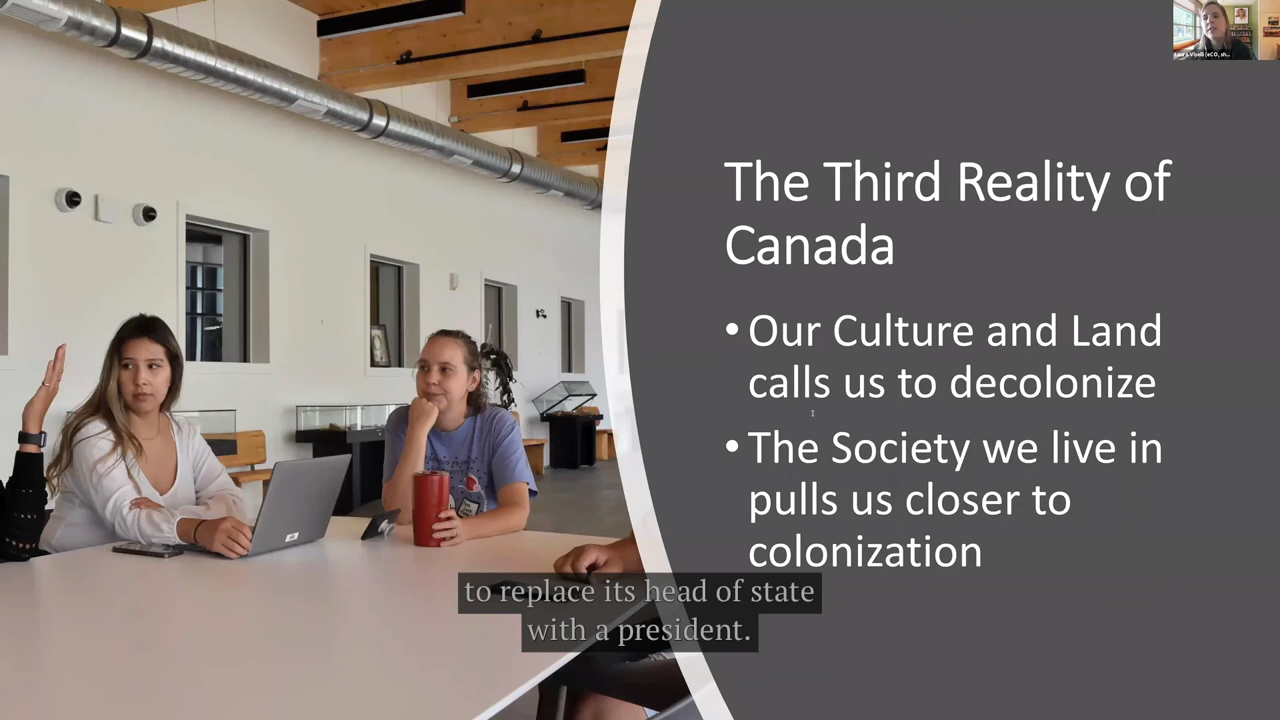 The Third Reality of
Canada
• Our Culture and Land
calls us to decolonize
• The Society we live in
pulls us closer to
colonization
to replace its head of state
with a president.